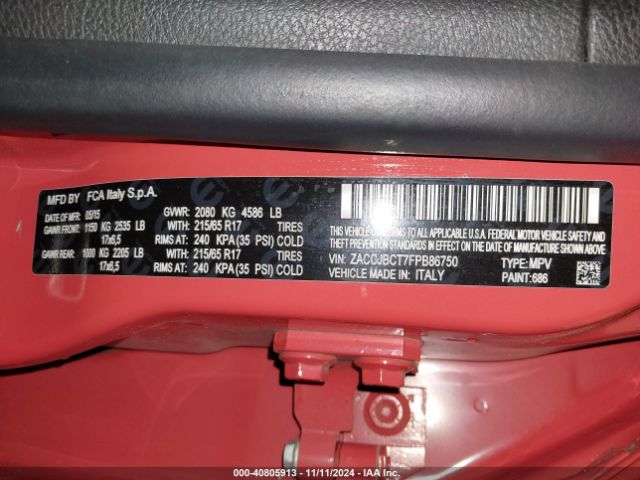 MFD BY FCA Italy S.p.A.
05/15 GVWR: 2080 KG 4586 LB
GAWR FRONT: 1150 KG 2535 LB WITH: 215/65 R17 TIRES
17x6,5 RIMS AT: 240 KPA (35 PSI) COLD
GAWR REAR: 1000 KG 2205 LB WITH: 215/65 R17 TIRES
17x6,5 RIMS AT: 240 KPA (35 PSI) COLD
THIS VEHICLE CONFORMS TO ALL APPLICABLE U.S.A. FEDERAL MOTOR VEHICLE SAFETY AND
THEFT PREVENTION STANDARDS IN EFFECT ON THE DATE OF MANUFACTURE SHOWN ABOVE.
VIN: ZACCJBCT7FPB86750 TYPE: MPV
VEHICLE MADE IN: ITALY PAINT: 686
000-40805913 - 11/11/2024 - IAA Inc.